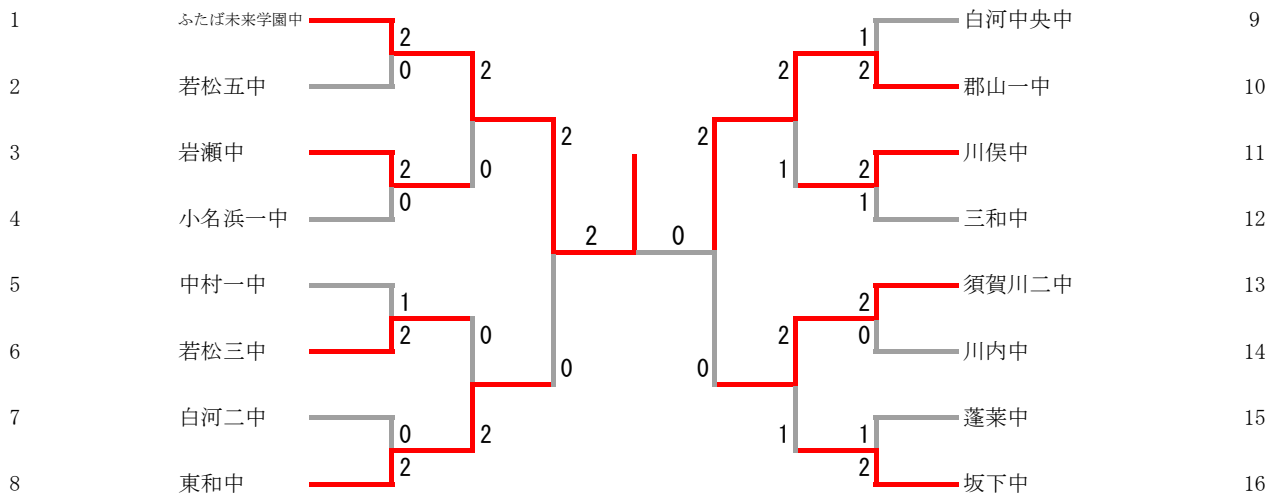 1 ふたば未来学園中 2 1 白河中央中 9
0 2 2 2
2 若松五中 郡山一中 10
2 2
3 岩瀬中 2 0 1 2 川俣中 11
0 1
4 小名浜一中 三和中 12
2 0
5 中村一中 1 2 須賀川二中 13
2 0 2 0
6 若松三中 川内中 14
0 0
7 白河二中 0 2 1 1 蓬莱中 15
2 2
8 東和中 坂下中 16